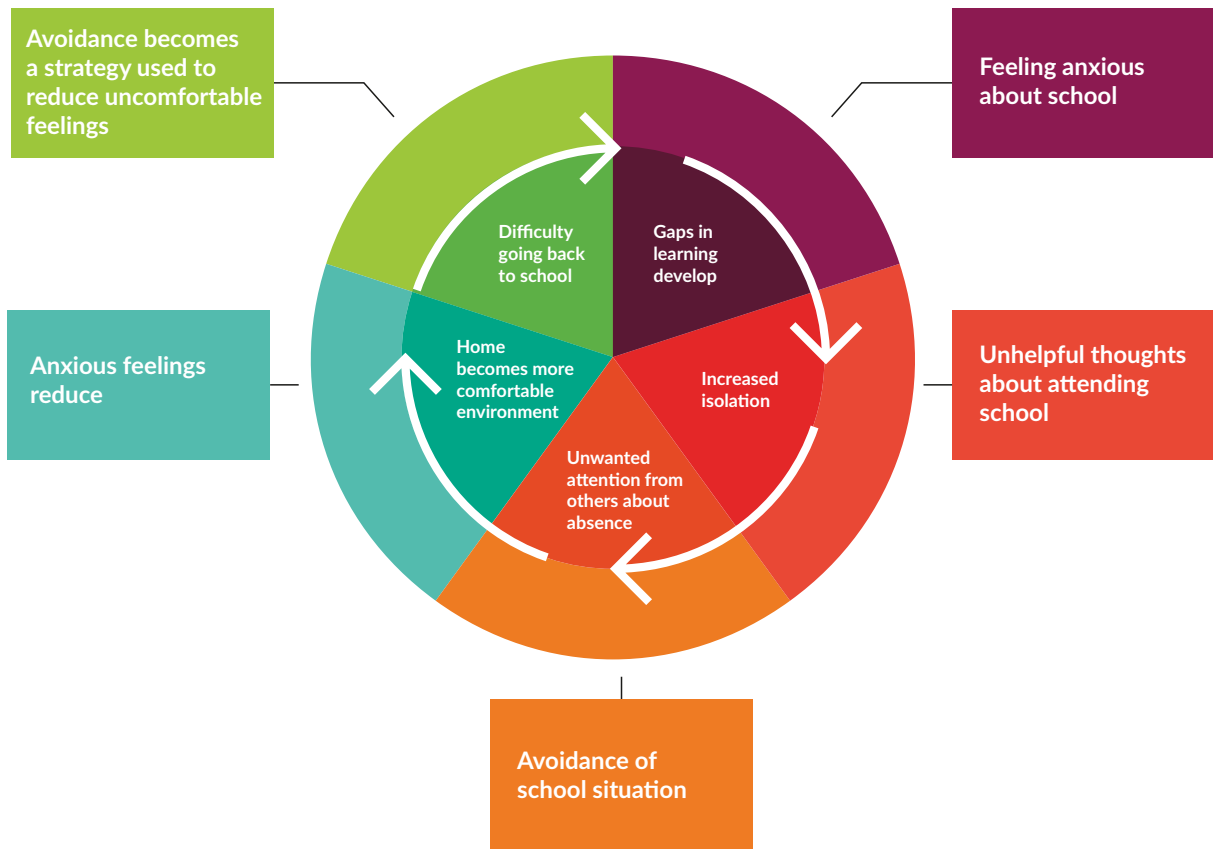 Avoidance becomes
a strategy used to
reduce uncomfortable
feelings
Feeling anxious
about school
Difficulty
going back
to school
Gaps in
learning
develop
Anxious feelings
reduce
Home
becomes more
comfortable
environment
Increased
isolation
Unhelpful thoughts
about attending
school
Unwanted
attention from
others about
absence
Avoidance of
school situation